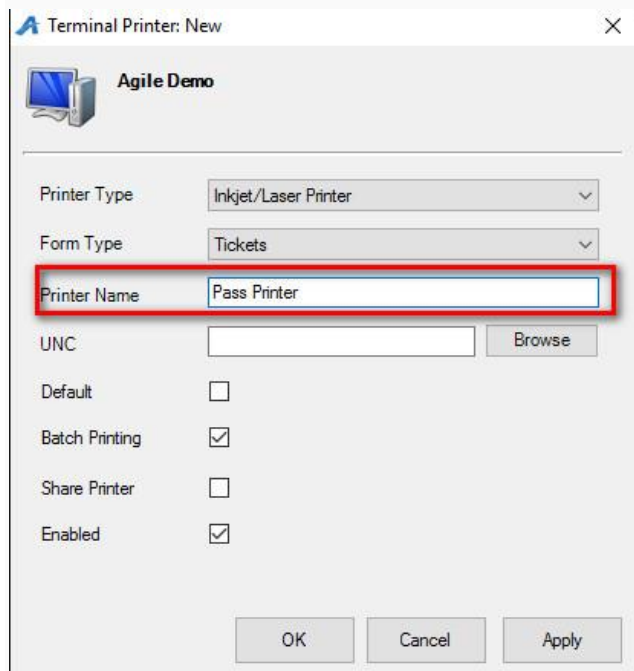 Terminal Printer: New
Agile Demo
Printer Type Inkjet/Laser Printer
Form Type Tickets
Printer Name Pass Printer
UNC Browse
Default
Batch Printing
Share Printer
Enabled
OK Cancel Apply